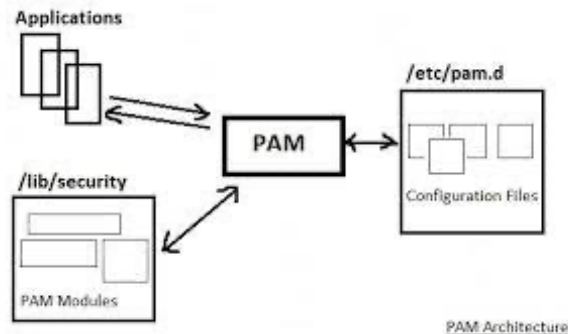 Applications
/etc/pam.d
PAM
Configuration Files
/lib/security
PAM Modules
PAM Architecture